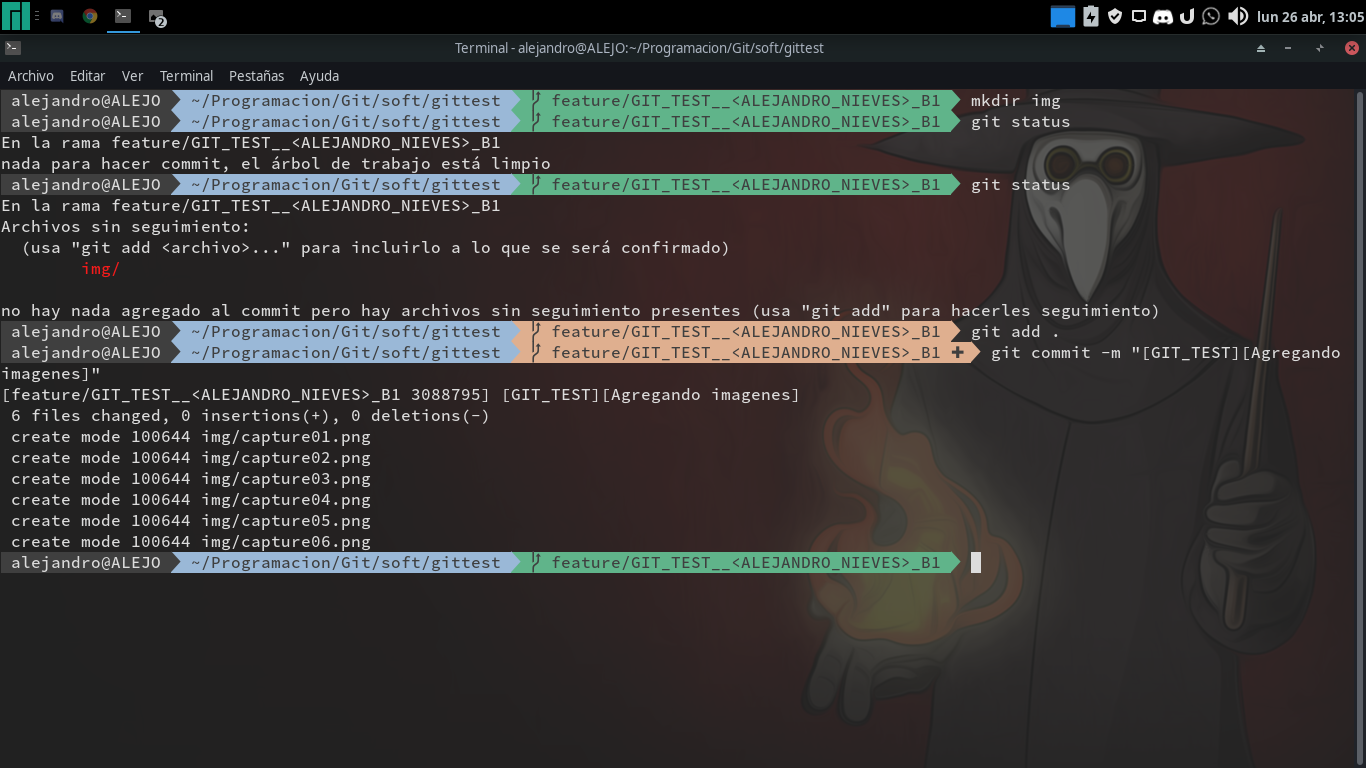 2
lun 26 abr, 13:05
Terminal - alejandro@ALEJO:~/Programacion/Git/soft/gittest
Archivo Editar Ver Terminal Pestañas Ayuda
alejandro@ALEJO ~/Programacion/Git/soft/gittest feature/GIT_TEST__<ALEJANDRO_NIEVES>_B1 mkdir img
alejandro@ALEJO ~/Programacion/Git/soft/gittest feature/GIT_TEST__<ALEJANDRO_NIEVES>_B1 git status
En la rama feature/GIT_TEST__<ALEJANDRO_NIEVES>_B1
nada para hacer commit, el árbol de trabajo está limpio
alejandro@ALEJO ~/Programacion/Git/soft/gittest feature/GIT_TEST__<ALEJANDRO_NIEVES>_B1 git status
En la rama feature/GIT_TEST__<ALEJANDRO_NIEVES>_B1
Archivos sin seguimiento:
(usa "git add <archivo>..." para incluirlo a lo que se será confirmado)
img/
no hay nada agregado al commit pero hay archivos sin seguimiento presentes (usa "git add" para hacerles seguimiento)
alejandro@ALEJO ~/Programacion/Git/soft/gittest feature/GIT_TEST__<ALEJANDRO_NIEVES>_B1 git add .
alejandro@ALEJO ~/Programacion/Git/soft/gittest feature/GIT_TEST__<ALEJANDRO_NIEVES>_B1 ✚ git commit -m "[GIT_TEST][Agregando
imagenes]"
[feature/GIT_TEST__<ALEJANDRO_NIEVES>_B1 3088795] [GIT_TEST][Agregando imagenes]
6 files changed, 0 insertions(+), 0 deletions(-)
create mode 100644 img/capture01.png
create mode 100644 img/capture02.png
create mode 100644 img/capture03.png
create mode 100644 img/capture04.png
create mode 100644 img/capture05.png
create mode 100644 img/capture06.png
alejandro@ALEJO ~/Programacion/Git/soft/gittest feature/GIT_TEST__<ALEJANDRO_NIEVES>_B1